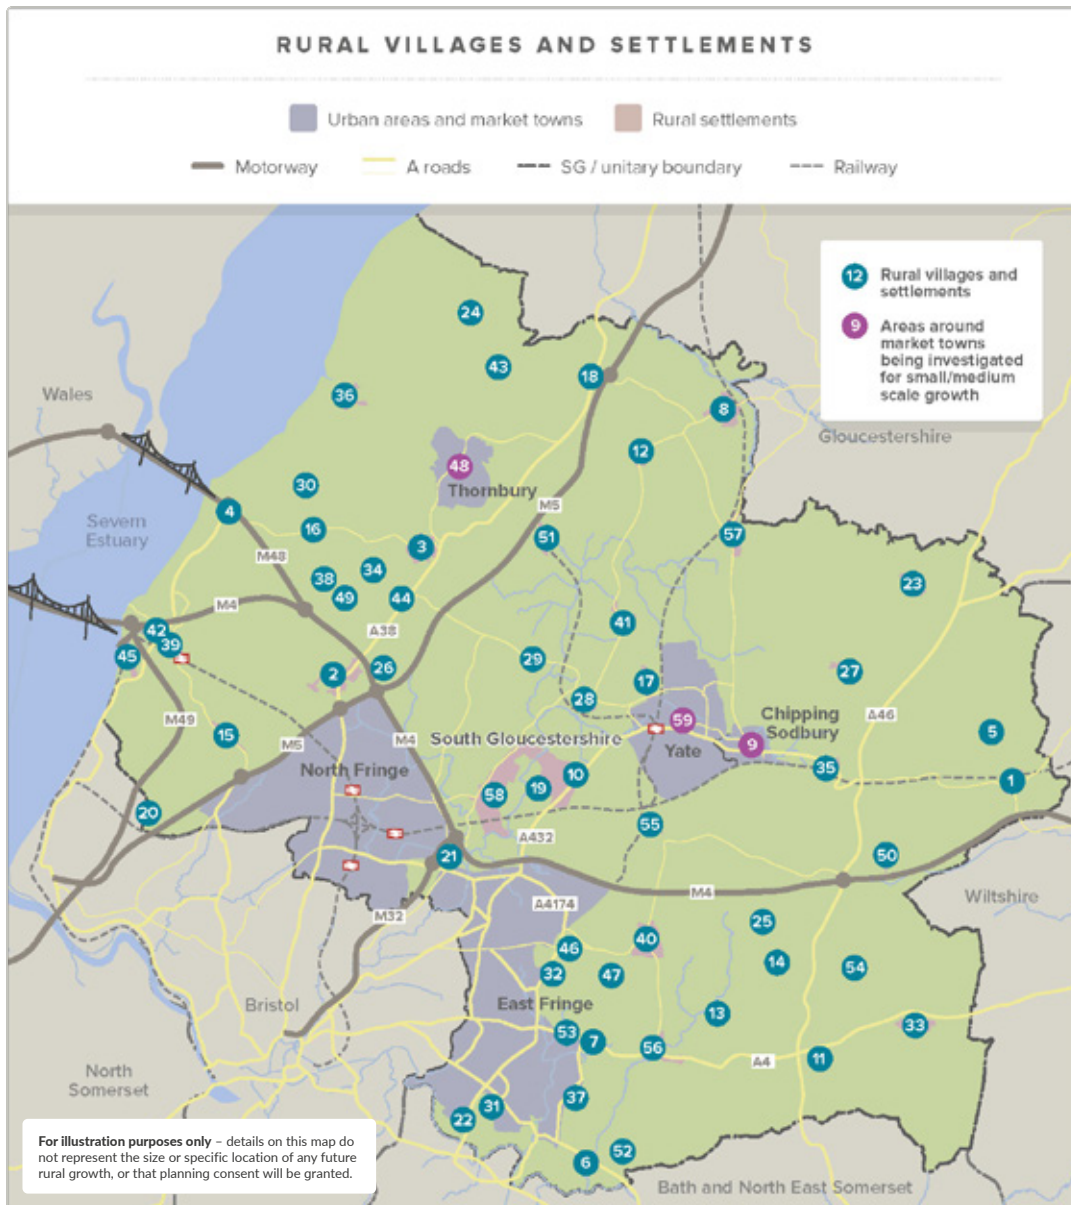 RURAL VILLAGES AND SETTLEMENTS
Urban areas and market towns
Rural settlements
Motorway
A roads
SG / unitary boundary
Railway
12
Rural villages and
settlements
9
Areas around
market towns
being investigated
for small/medium
scale growth
24
43
18
36
8
Wales
Gloucestershire
12
48
Thornbury
30
M5
4
16
Severn
Estuary
51
57
3
M48
34
38
23
49
44
M4
41
A38
42
39
45
29
26
2
27
17
28
M49
59
A46
Chipping
Sodbury
5
15
M5
M4
South Gloucestershire
9
Yate
North Fringe
35
10
1
19
58
20
55
A432
21
50
M4
Wiltshire
A4174
M32
25
40
46
14
54
32
47
East Fringe
Bristol
13
33
53
7
56
11
A4
North
Somerset
37
31
22
52
6
Bath and North East Somerset
For illustration purposes only – details on this map do
not represent the size or specific location of any future
rural growth, or that planning consent will be granted.